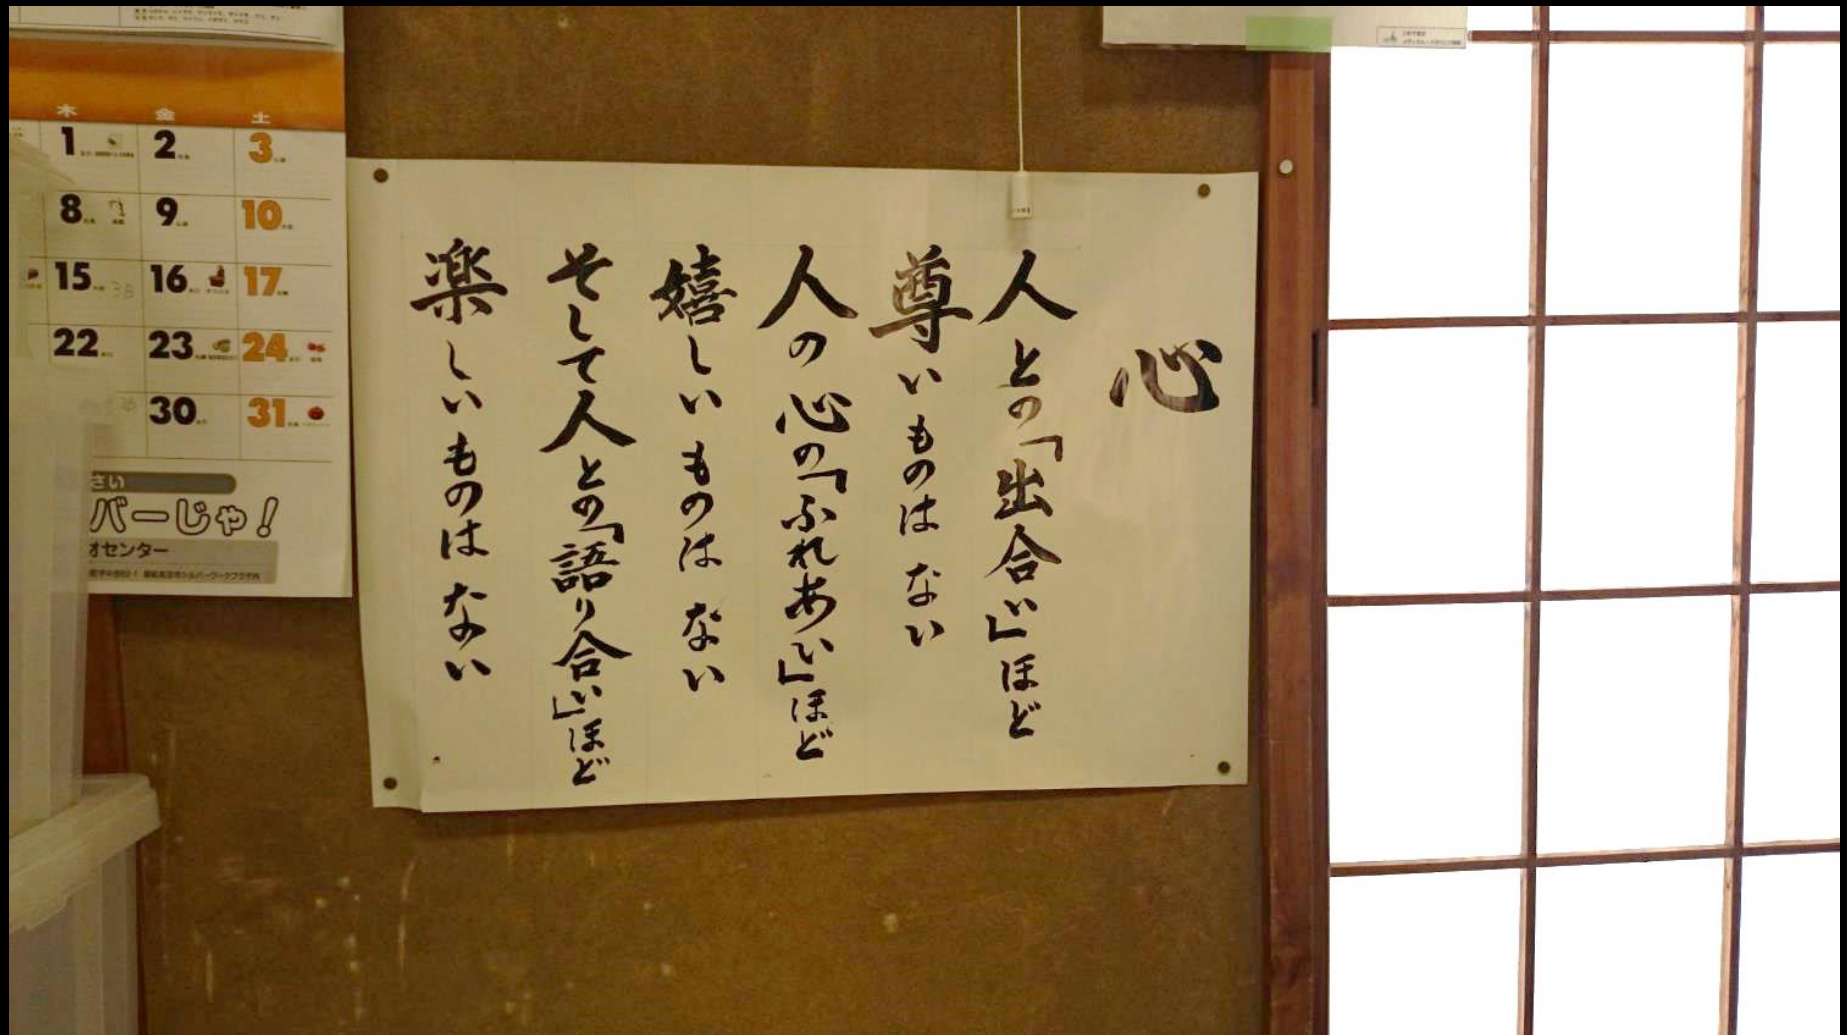 心
人との「出合い」ほど
尊いものはない
人の心の「ふれあい」ほど
嬉しいものはない
そして人との「語り合い」ほど
楽しいものはない
木 金 土
1 2 3
8 9 10
15 16 17
22 23 24
30 31
さい
バーじゃ!
オセンター